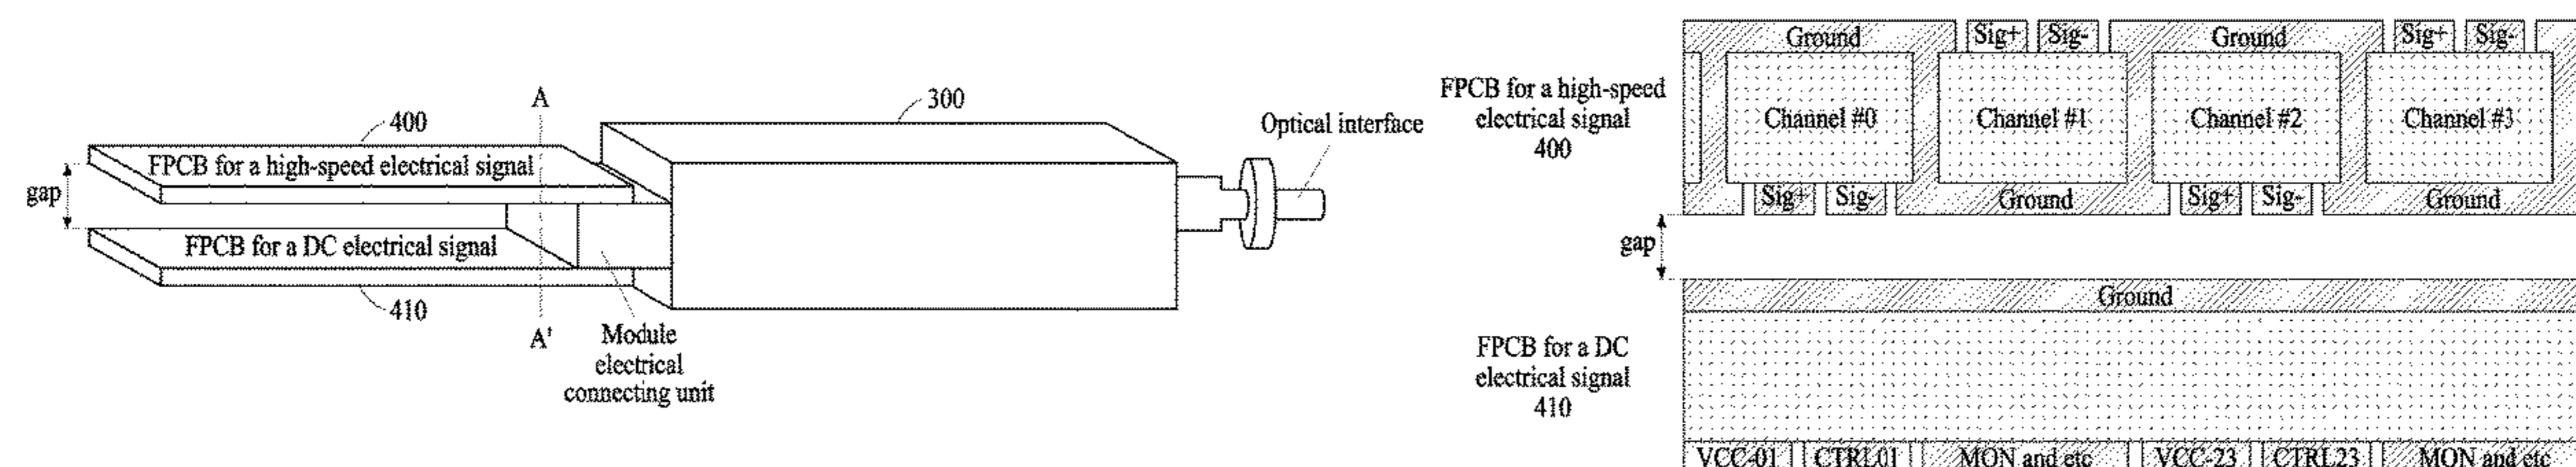 A
300
400
Optical interface
FPCB for a high-speed electrical signal
gap
FPCB for a DC electrical signal
410
A'
Module
electrical
connecting unit
FPCB for a high-speed
electrical signal
400
Ground
Sig+
Sig-
Ground
Sig+
Sig-
Channel #0
Channel #1
Channel #2
Channel #3
Sig+
Sig-
Ground
Sig+
Sig-
Ground
gap
Ground
FPCB for a DC
electrical signal
410
VCC-01
CTRL01
MON and etc
VCC-23
CTRL23
MON and etc